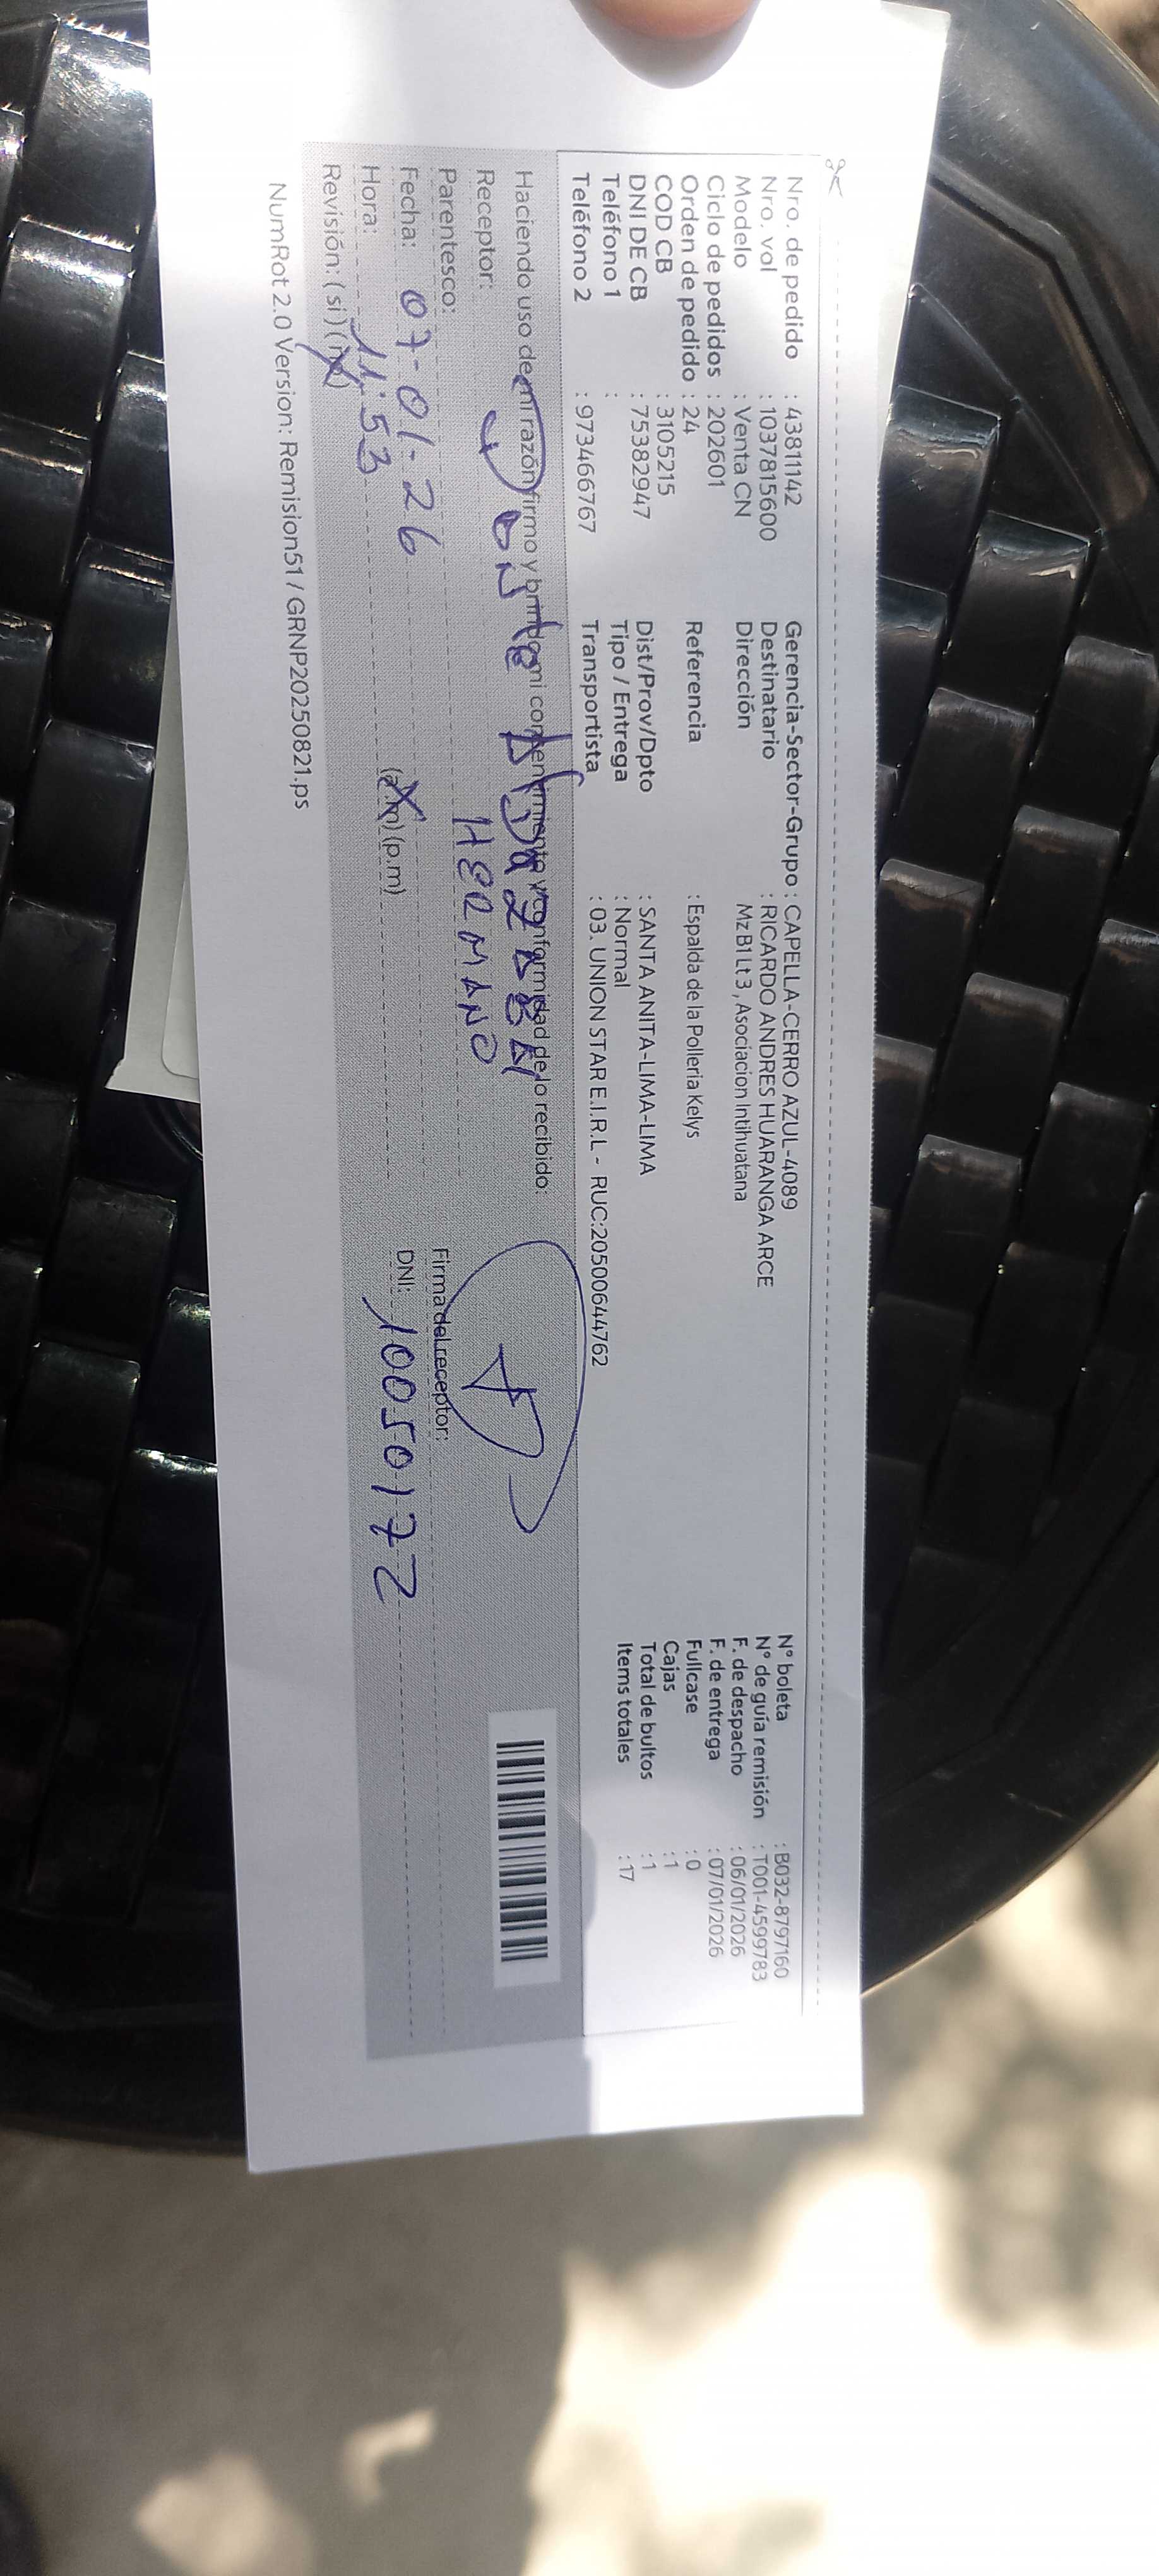 Nro. de pedido : 43811142
Nro. vol : 1037815600
Modelo : Venta CN
Ciclo de pedidos : 202601
Orden de pedido : 24
COD CB : 3105215
DNI DE CB : 75382947
Teléfono 1 :
Teléfono 2 : 973466767
Gerencia-Sector-Grupo : CAPELLA-CERRO AZUL-4089
Destinatario : RICARDO ANDRES HUARANGA ARCE
Dirección Mz B1 Lt 3 , Asociacion Intihuatana
Referencia : Espalda de la Polleria Kelys
Dist/Prov/Dpto : SANTA ANITA-LIMA-LIMA
Tipo / Entrega : Normal
Transportista : 03. UNION STAR E.I.R.L - RUC:20500644762
N° boleta : B032-8797160
N° de guía remisión : T001-4599783
F. de despacho : 06/01/2026
F. de entrega : 07/01/2026
Fullcase : 0
Cajas : 1
Total de bultos : 1
Items totales : 17
Haciendo uso de mi razón firmo y brindo mi consentimiento y conformidad de lo recibido:
Receptor:
Parentesco: HERMANO
Fecha: 07-01-26
Hora: 11:53 (a.m) (p.m)
Revisión: (si) (no)
Firma del receptor:
DNI: 10050172
NumRot 2.0 Version: Remision51 / GRNP20250821.ps